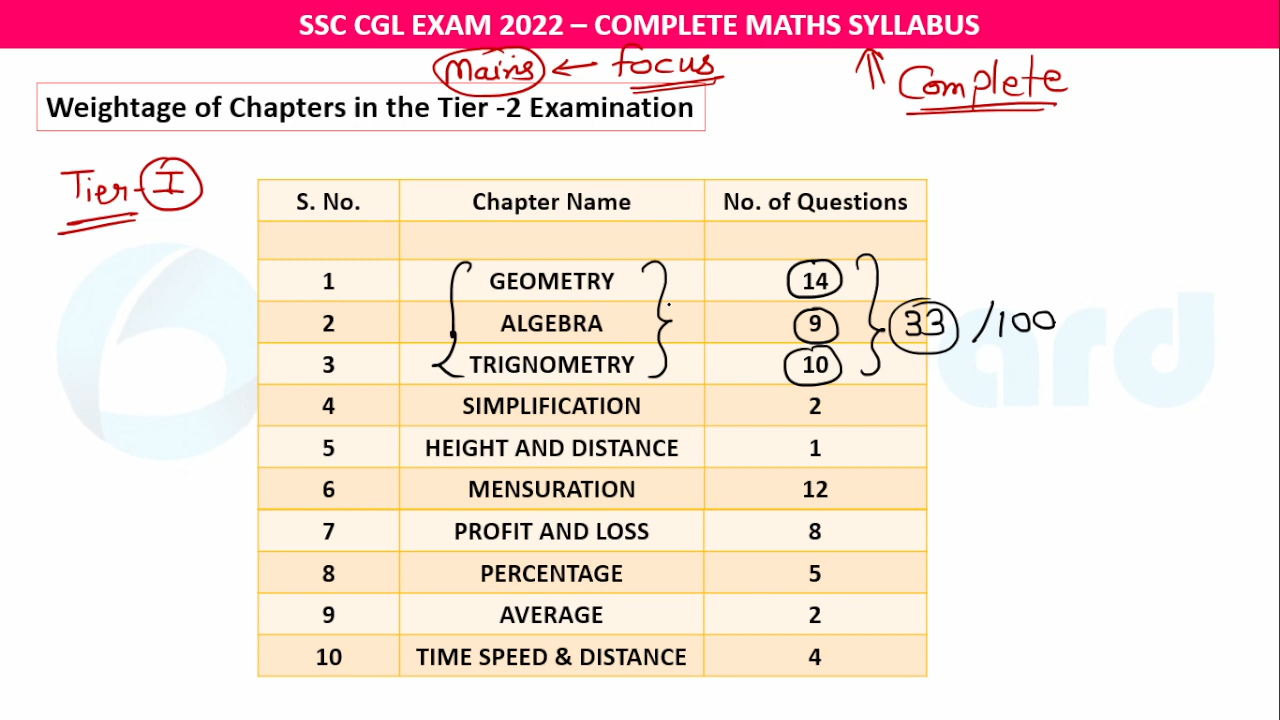 SSC CGL EXAM 2022 – COMPLETE MATHS SYLLABUS
Mains ← focus
Complete
Weightage of Chapters in the Tier -2 Examination
Tier-I
S. No. Chapter Name No. of Questions
1 GEOMETRY 14
2 ALGEBRA 9 33 /100
3 TRIGNOMETRY 10
4 SIMPLIFICATION 2
5 HEIGHT AND DISTANCE 1
6 MENSURATION 12
7 PROFIT AND LOSS 8
8 PERCENTAGE 5
9 AVERAGE 2
10 TIME SPEED & DISTANCE 4
ard